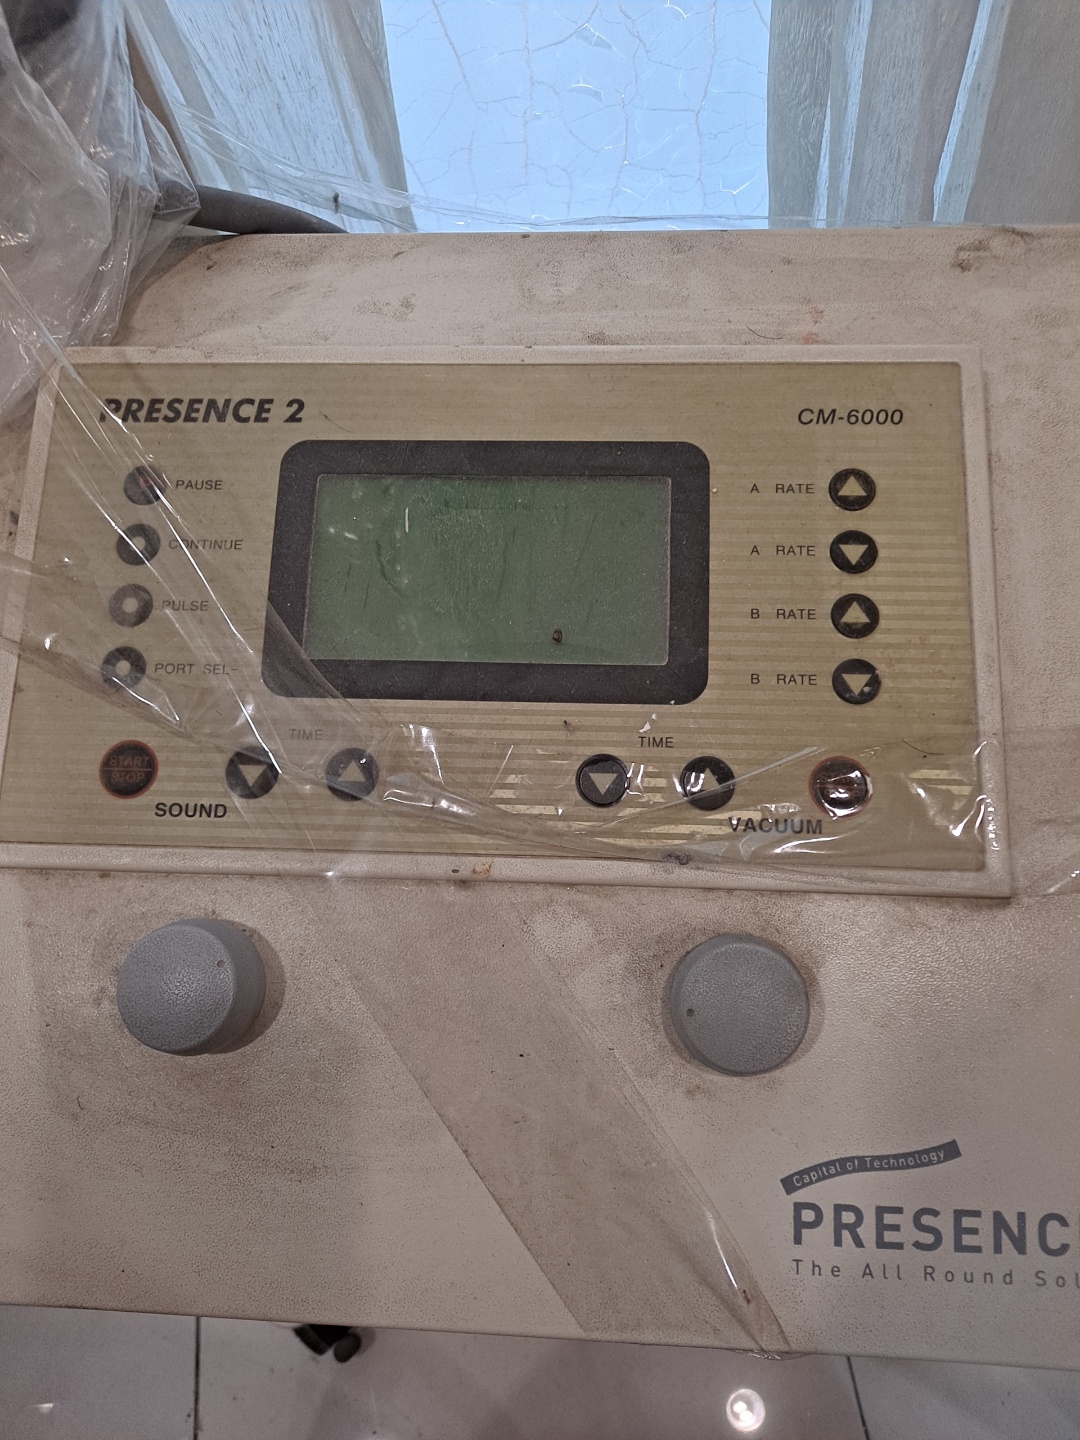 PRESENCE 2
CM-6000
PAUSE
CONTINUE
PULSE
PORT SEL-
A RATE
A RATE
B RATE
B RATE
TIME
TIME
START
STOP
SOUND
VACUUM
Capital of Technology
PRESENC
The All Round Sol